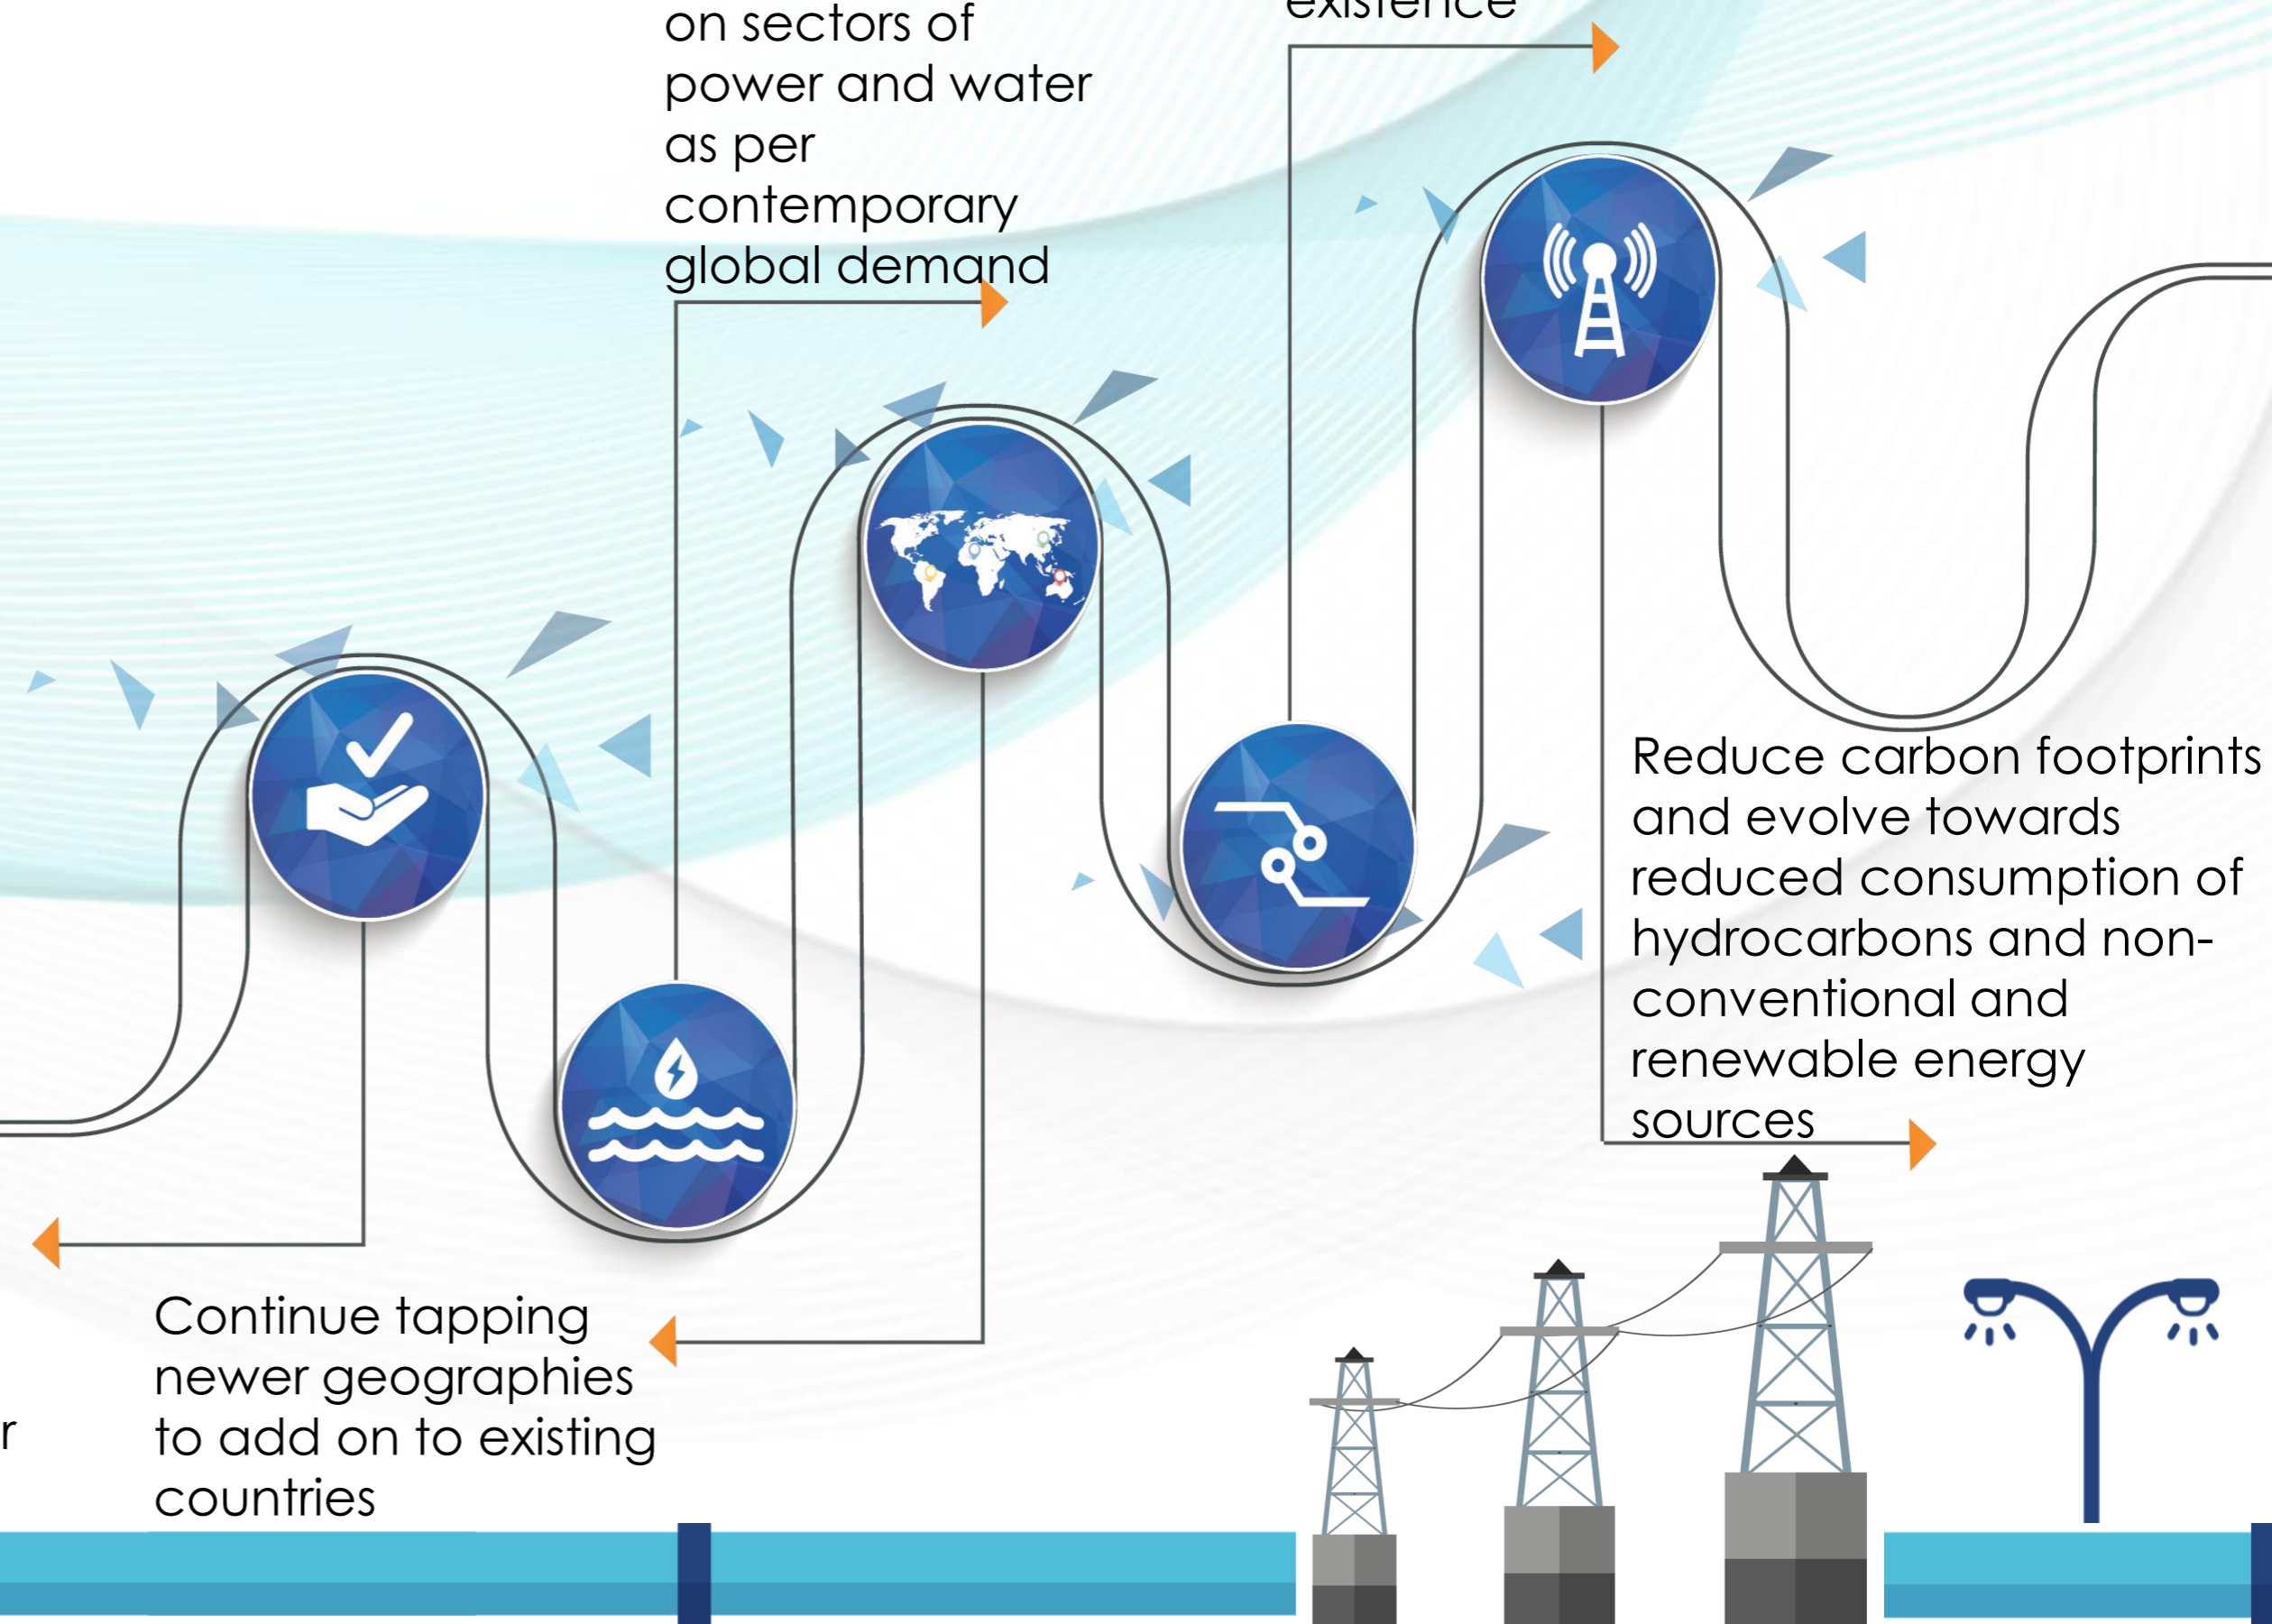 on sectors of
power and water
as per
contemporary
global demand
existence
Reduce carbon footprints
and evolve towards
reduced consumption of
hydrocarbons and non-
conventional and
renewable energy
sources
Continue tapping
newer geographies
to add on to existing
countries
r